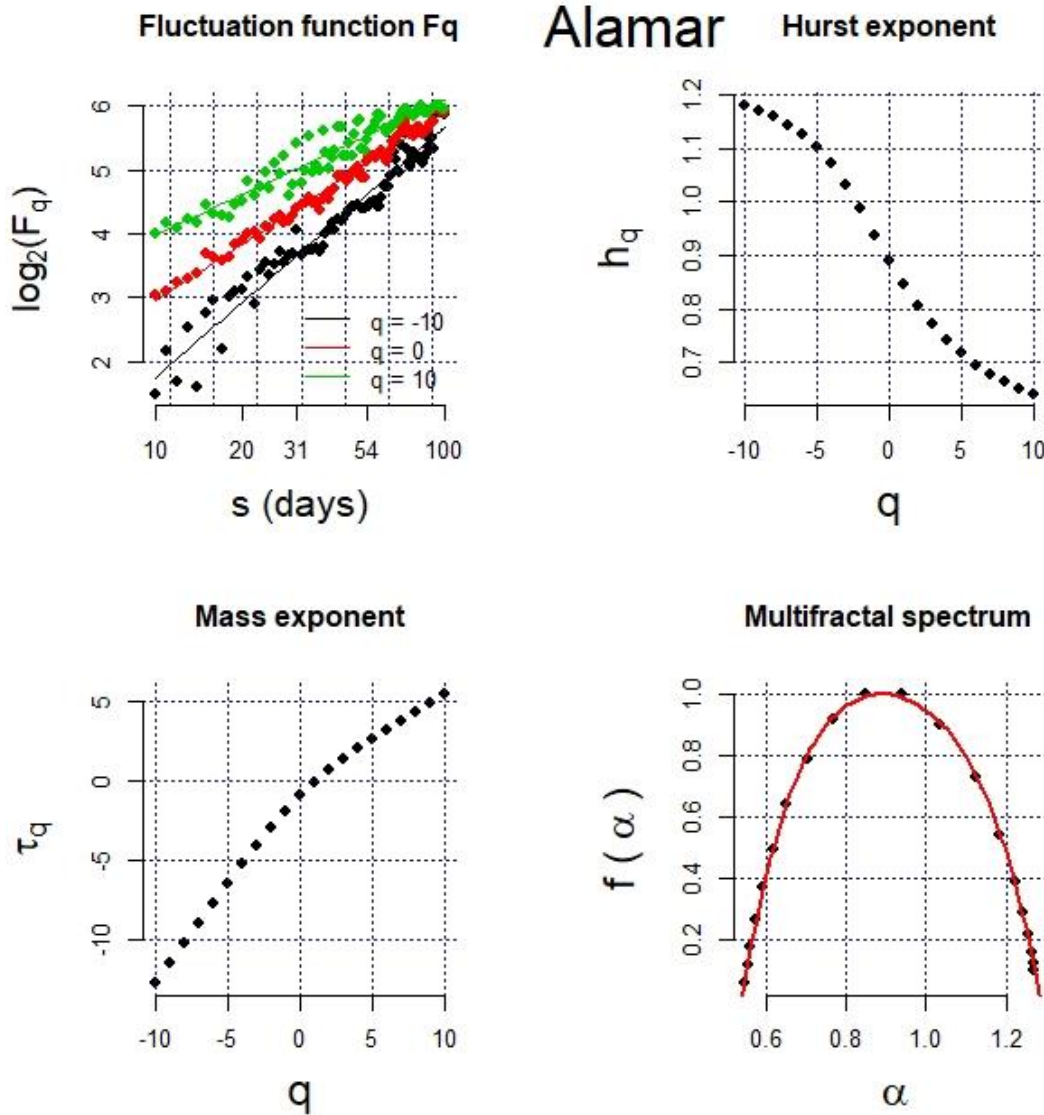 Alamar
Fluctuation function Fq
log₂(F_q)
6
5
4
3
2
q = -10
q = 0
q = 10
10 20 31 54 100
s (days)
Hurst exponent
h_q
1.2
1.1
1.0
0.9
0.8
0.7
-10 -5 0 5 10
q
Mass exponent
τ_q
5
0
-5
-10
-10 -5 0 5 10
q
Multifractal spectrum
f ( α )
1.0
0.8
0.6
0.4
0.2
0.6 0.8 1.0 1.2
α